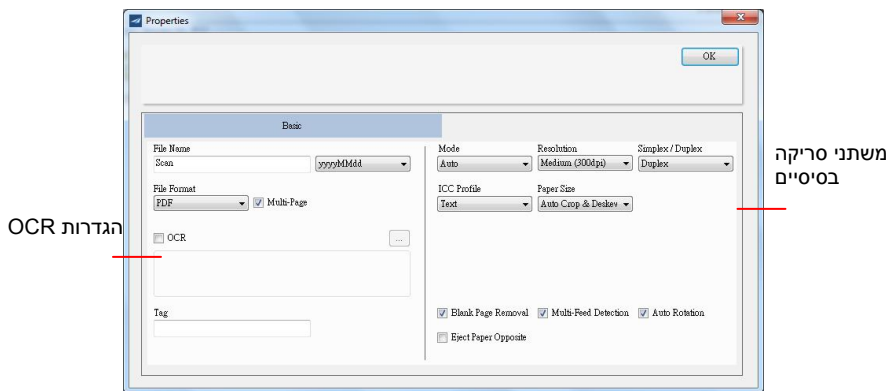 Properties
OK
Basic
File Name
Scan
yyyyMMdd
File Format
PDF
Multi-Page
OCR
...
Tag
Mode
Resolution
Simplex / Duplex
Auto
Medium (300dpi)
Duplex
ICC Profile
Paper Size
Text
Auto Crop & Deskev
Blank Page Removal
Multi-Feed Detection
Auto Rotation
Eject Paper Opposite
משתני סריקה
בסיסיים
הגדרות OCR